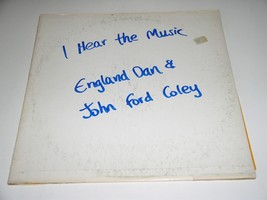 I Hear the Music
England Dan &
John Ford Coley